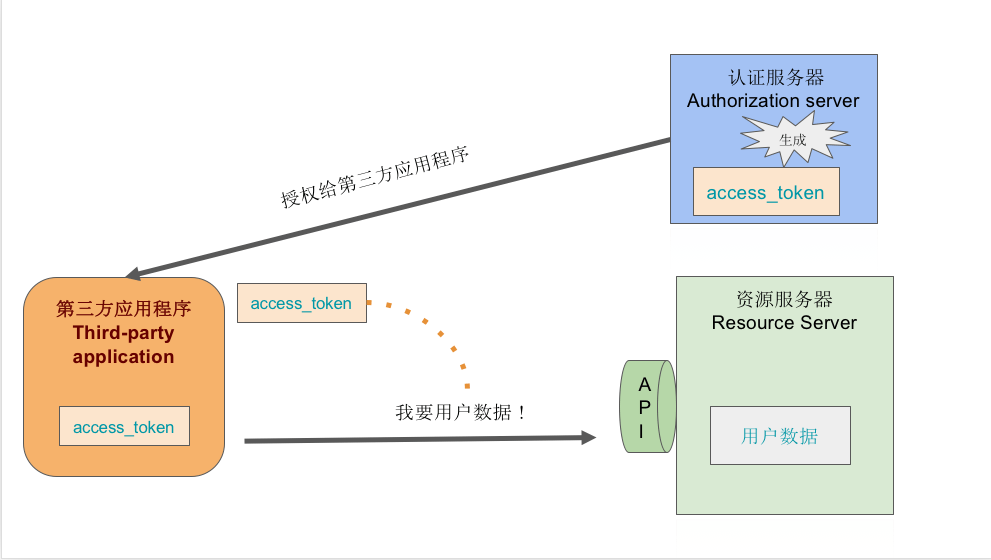 认证服务器
Authorization server
生成
access_token
授权给第三方应用程序
第三方应用程序
Third-party
application
access_token
access_token
我要用户数据！
资源服务器
Resource Server
A
P
I
用户数据